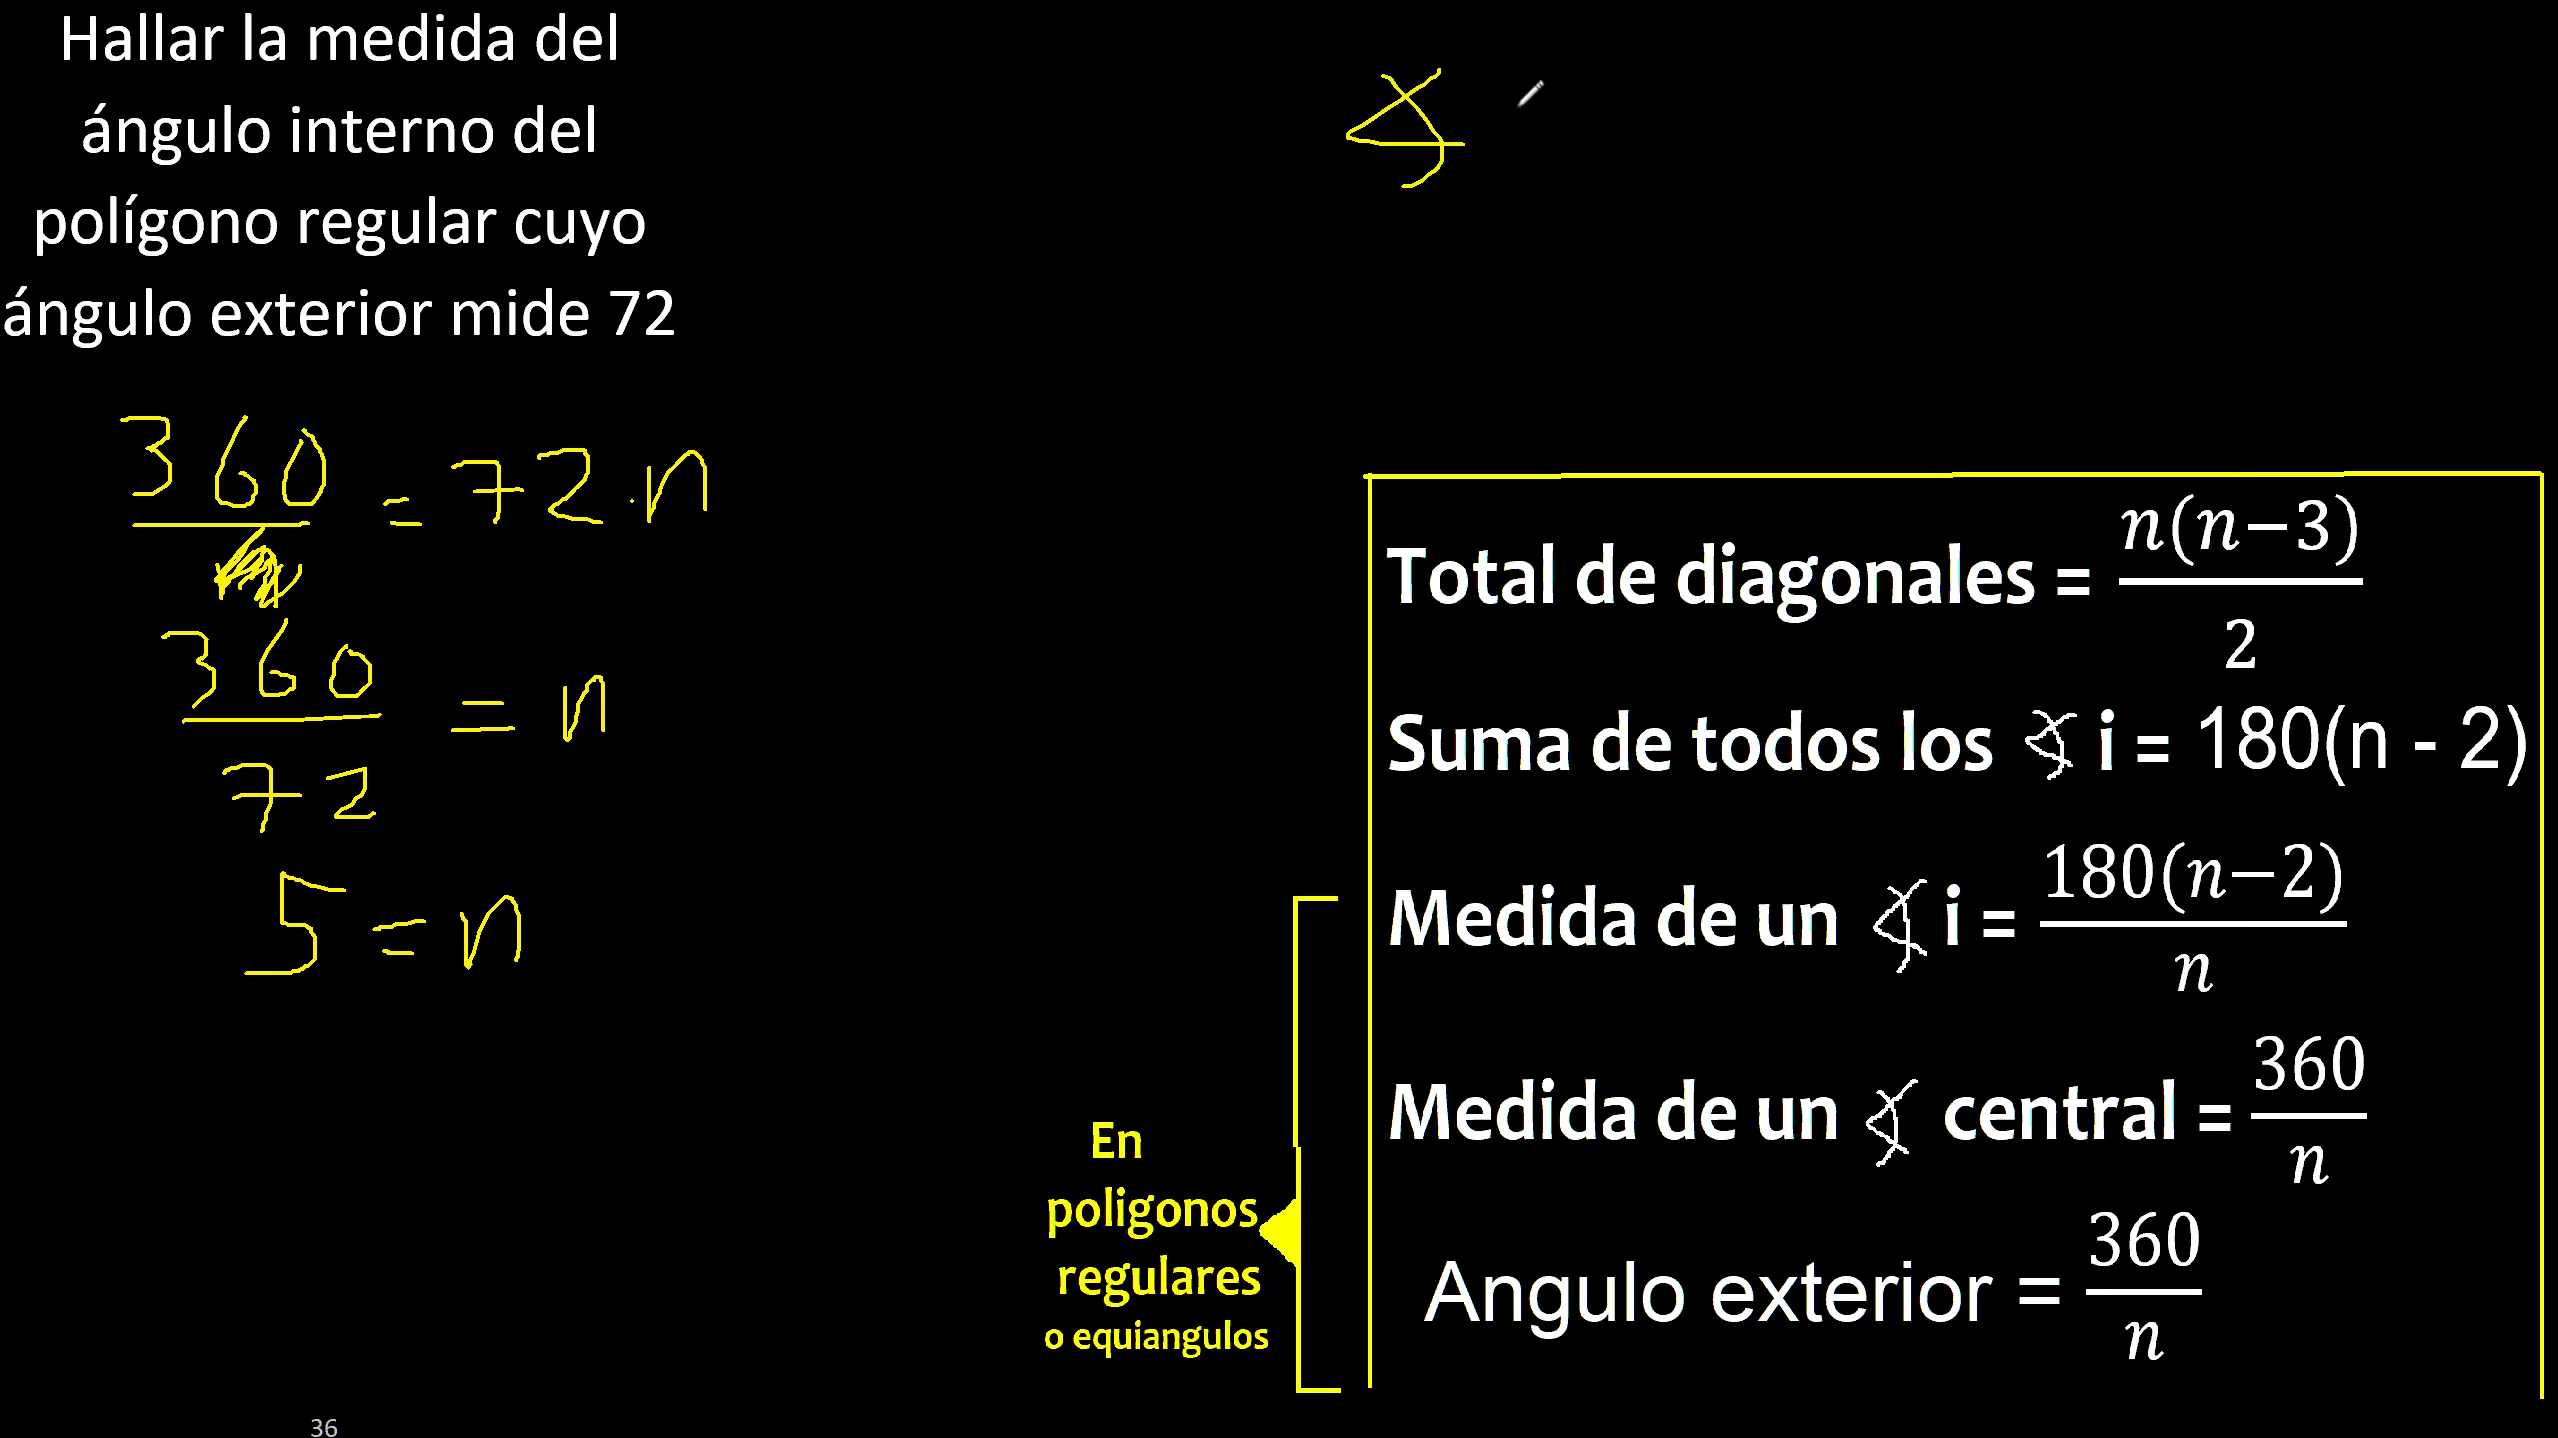 Hallar la medida del
ángulo interno del
polígono regular cuyo
ángulo exterior mide 72
360 = 72 . n
360/72 = n
5 = n
∡
Total de diagonales = n(n−3)/2
Suma de todos los ∡ i = 180(n - 2)
Medida de un ∡ i = 180(n−2)/n
Medida de un ∡ central = 360/n
Angulo exterior = 360/n
En
poligonos
regulares
o equiangulos
36